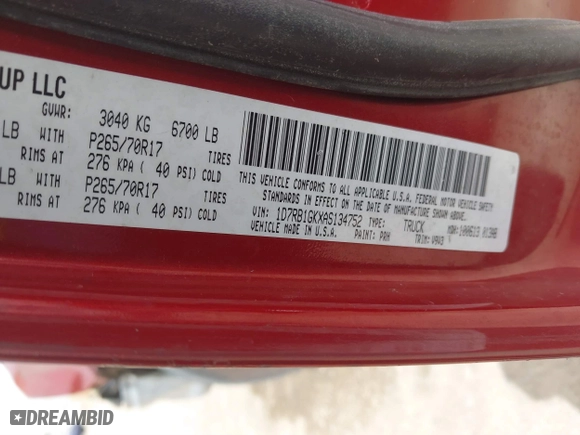 UP LLC
GVWR: 3040 KG 6700 LB
LB WITH P265/70R17 TIRES
RIMS AT 276 KPA ( 40 PSI) COLD
LB WITH P265/70R17 TIRES
RIMS AT 276 KPA ( 40 PSI) COLD
THIS VEHICLE CONFORMS TO ALL APPLICABLE U.S.A. FEDERAL MOTOR VEHICLE SAFETY
STANDARDS IN EFFECT ON THE DATE OF MANUFACTURE SHOWN ABOVE.
VIN: 1D7RB1GKXAS134752 TYPE: TRUCK MDH:
VEHICLE MADE IN U.S.A. PAINT: PRH TRIM:
DREAMBID